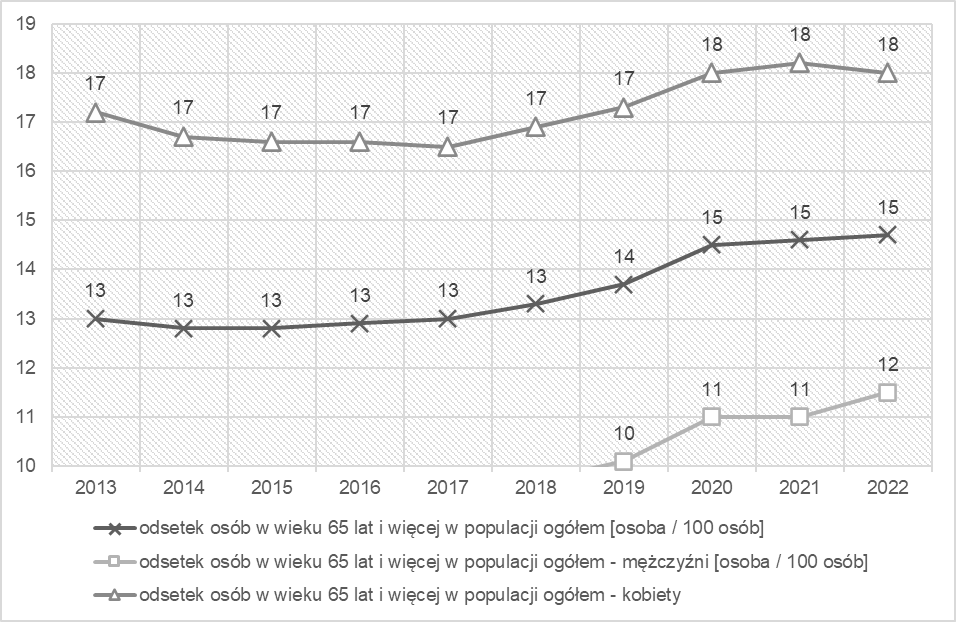 19
18
17
16
15
14
13
12
11
10
17 17 17 17 17 17 17 18 18 18
13 13 13 13 13 13 14 15 15 15
10 11 11 12
2013 2014 2015 2016 2017 2018 2019 2020 2021 2022
odsetek osób w wieku 65 lat i więcej w populacji ogółem [osoba / 100 osób]
odsetek osób w wieku 65 lat i więcej w populacji ogółem - mężczyźni [osoba / 100 osób]
odsetek osób w wieku 65 lat i więcej w populacji ogółem - kobiety